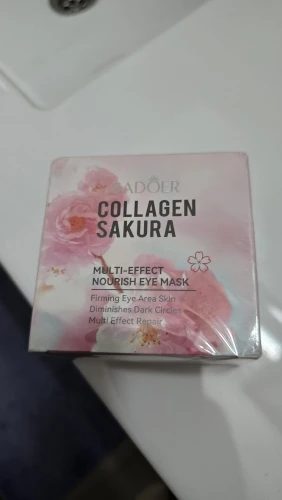 SADOER
COLLAGEN
SAKURA
MULTI-EFFECT
NOURISH EYE MASK
Firming Eye Area Skin
Diminishes Dark Circles
Multi Effect Repair